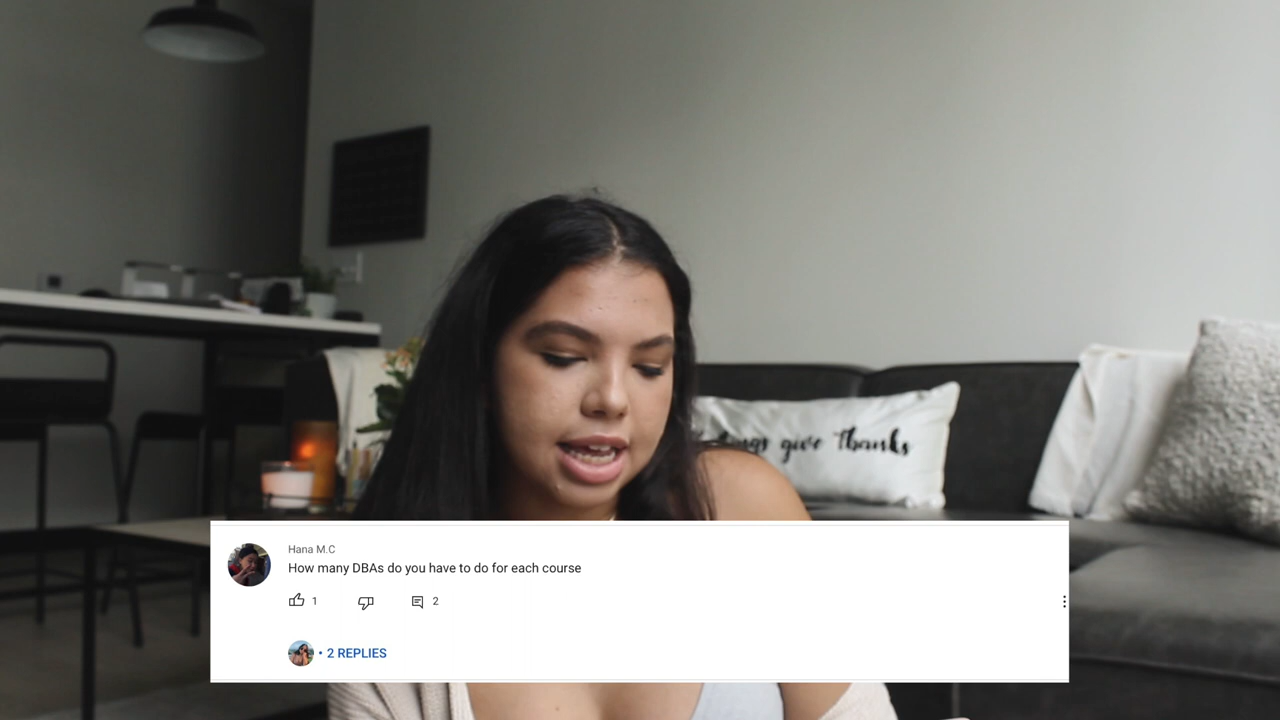 give thanks
Hana M.C
How many DBAs do you have to do for each course
1
2
• 2 REPLIES